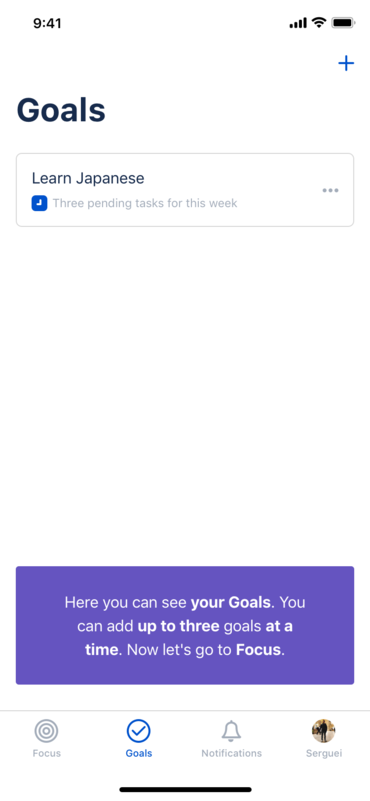 9:41
Goals
Learn Japanese
Three pending tasks for this week
Here you can see your Goals. You
can add up to three goals at a
time. Now let's go to Focus.
Focus
Goals
Notifications
Serguei